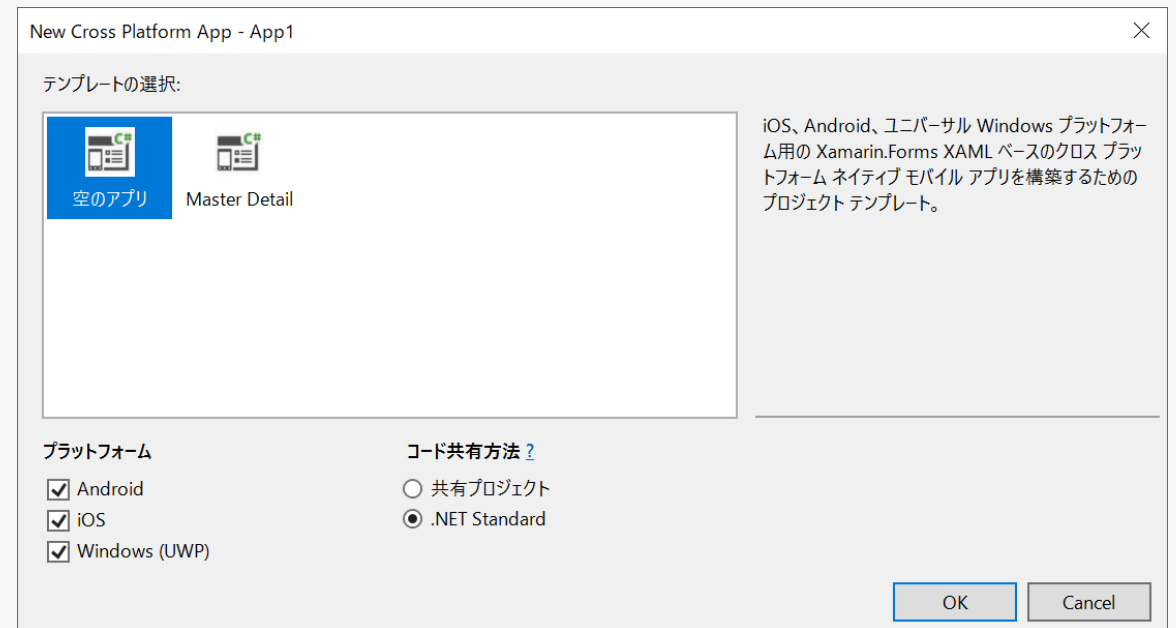 New Cross Platform App - App1
テンプレートの選択:
C#
空のアプリ
C#
Master Detail
iOS、Android、ユニバーサル Windows プラットフォー
ム用の Xamarin.Forms XAML ベースのクロス プラッ
トフォーム ネイティブ モバイル アプリを構築するための
プロジェクト テンプレート。
プラットフォーム
Android
iOS
Windows (UWP)
コード共有方法 ?
共有プロジェクト
.NET Standard
OK
Cancel